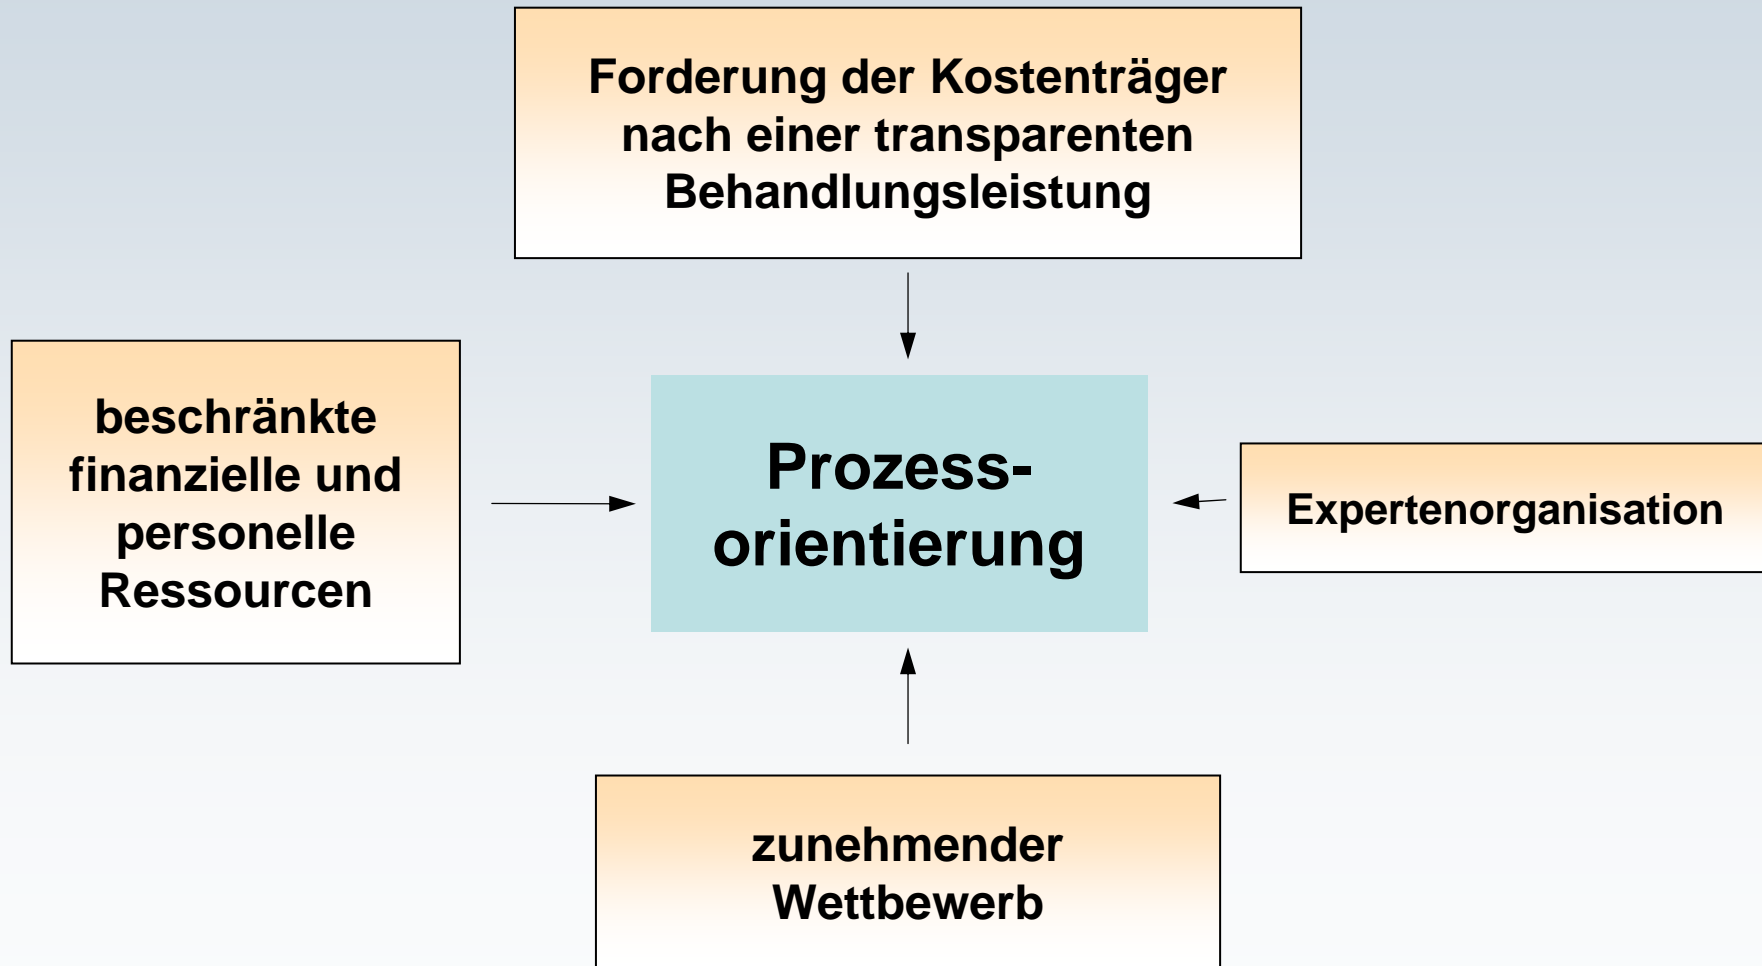 Forderung der Kostenträger
nach einer transparenten
Behandlungsleistung
beschränkte
finanzielle und
personelle
Ressourcen
Prozess-
orientierung
Expertenorganisation
zunehmender
Wettbewerb